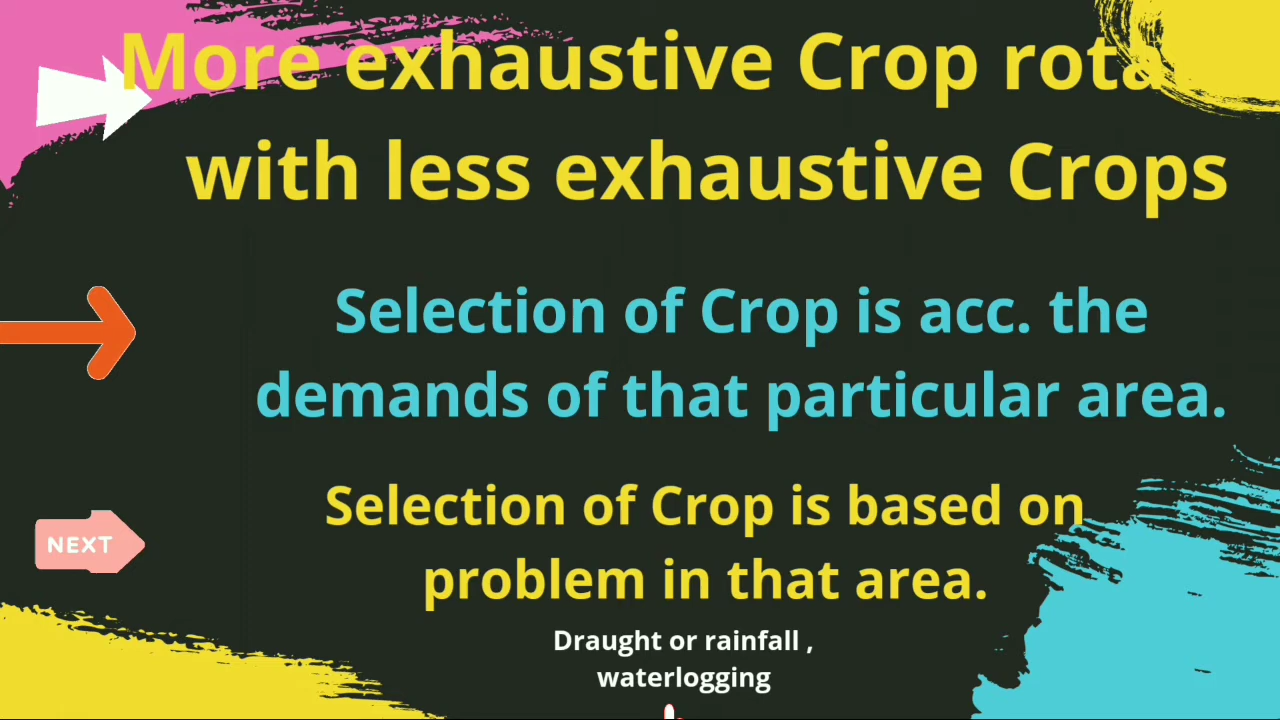 More exhaustive Crop rota
with less exhaustive Crops
Selection of Crop is acc. the
demands of that particular area.
Selection of Crop is based on
NEXT
problem in that area.
Draught or rainfall ,
waterlogging